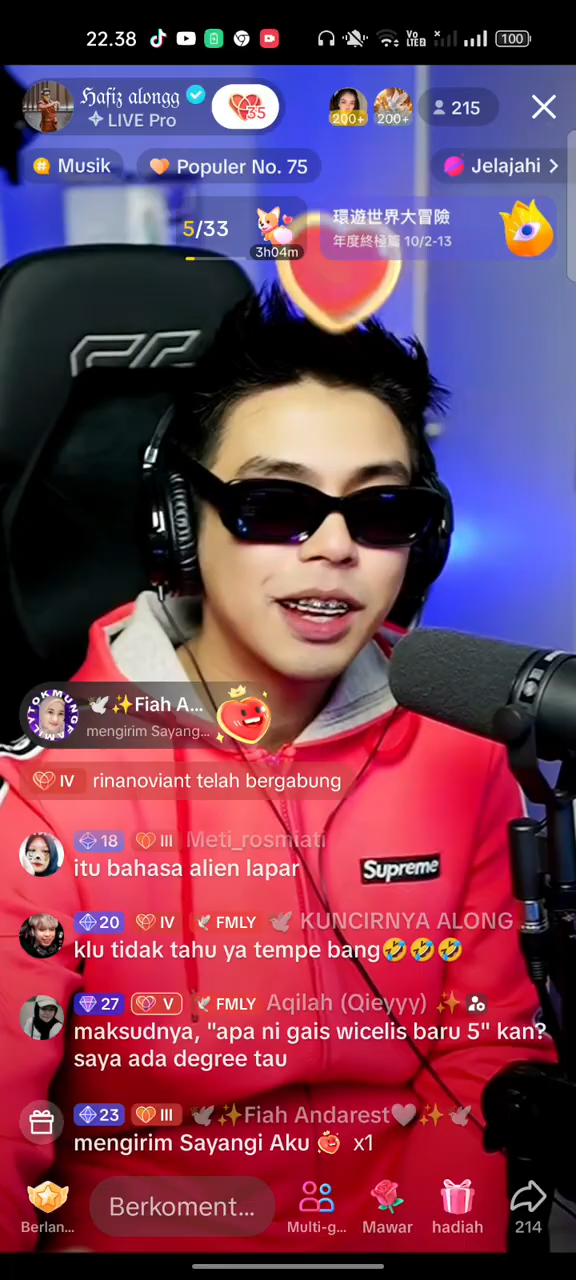 22.38
Vo
LTE 2
100
Hafiz alongg
LIVE Pro
35
200+
200+
215
Musik
Populer No. 75
Jelajahi
5/33
3h04m
環遊世界大冒險
年度終極篇 10/2-13
🕊✨Fiah A...
mengirim Sayang...
IV rinanoviant telah bergabung
18 III Meti_rosmiati
itu bahasa alien lapar
20 IV FMLY 🕊 KUNCIRNYA ALONG ...
klu tidak tahu ya tempe bang🤣🤣🤣
27 V FMLY Aqilah (Qieyyy) ✨
maksudnya, "apa ni gais wicelis baru 5" kan?
saya ada degree tau
23 III 🕊✨Fiah Andarest🤍✨🕊
mengirim Sayangi Aku x1
Supreme
Berlan...
Berkoment...
Multi-g...
Mawar
hadiah
214